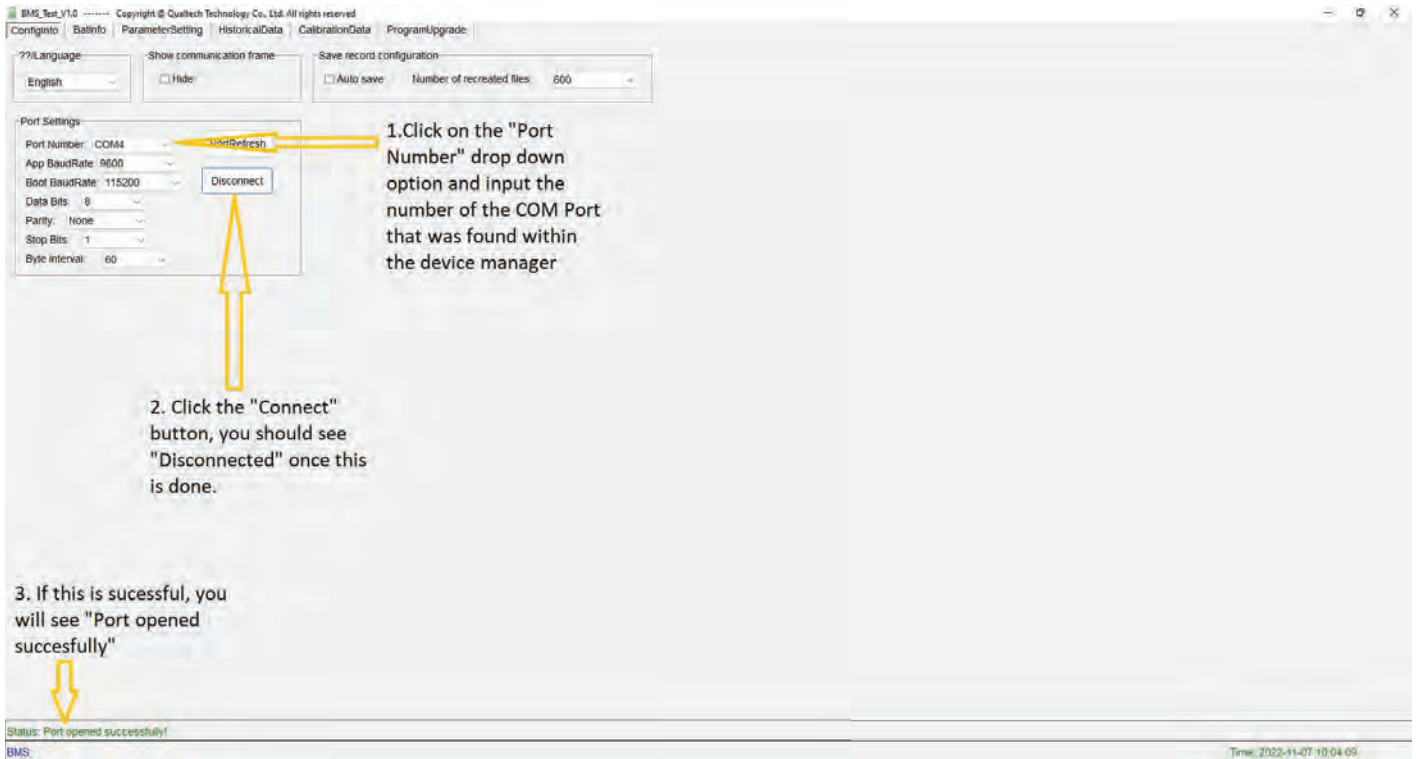 BMS_Test_V1.0 ------- Copyright @ Qualtech Technology Co., Ltd. All rights reserved
ConfigInfo BatInfo ParameterSetting HistoricalData CalibrationData ProgramUpgrade
??/Language
English
Show communication frame
Hide
Save record configuration
Auto save Number of recreated files 600
Port Settings
Port Number: COM4 PortRefresh
App BaudRate 9600
Boot BaudRate 115200 Disconnect
Data Bits 8
Parity: None
Stop Bits 1
Byte interval: 60
1.Click on the "Port
Number" drop down
option and input the
number of the COM Port
that was found within
the device manager
2. Click the "Connect"
button, you should see
"Disconnected" once this
is done.
3. If this is sucessful, you
will see "Port opened
succesfully"
Status: Port opened successfully!
BMS Time: 2022-11-07 10:04:09